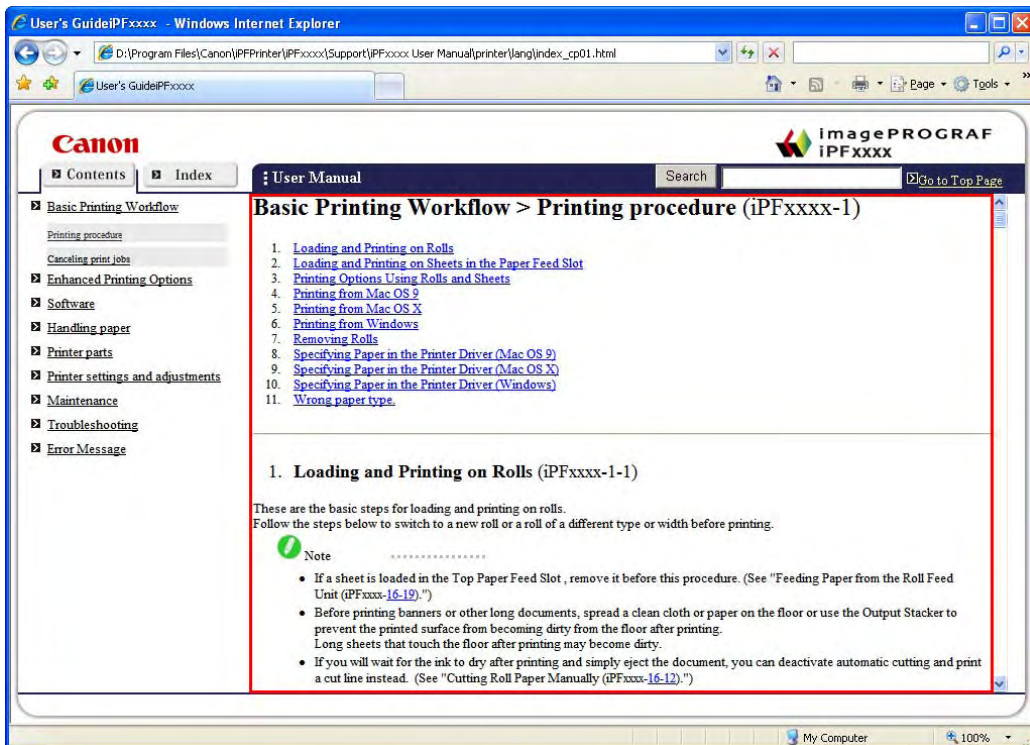 User's GuideiPFxxxx - Windows Internet Explorer
D:\Program Files\Canon\iPFPrinter\iPFxxxx\Support\iPFxxxx User Manual\printer\lang\index_cp01.html
User's GuideiPFxxxx
Page
Tools
»
Canon
imagePROGRAF
iPFxxxx
Contents
Index
User Manual
Search
Go to Top Page
Basic Printing Workflow
Printing procedure
Canceling print jobs
Enhanced Printing Options
Software
Handling paper
Printer parts
Printer settings and adjustments
Maintenance
Troubleshooting
Error Message
Basic Printing Workflow > Printing procedure (iPFxxxx-1)
1. Loading and Printing on Rolls
2. Loading and Printing on Sheets in the Paper Feed Slot
3. Printing Options Using Rolls and Sheets
4. Printing from Mac OS 9
5. Printing from Mac OS X
6. Printing from Windows
7. Removing Rolls
8. Specifying Paper in the Printer Driver (Mac OS 9)
9. Specifying Paper in the Printer Driver (Mac OS X)
10. Specifying Paper in the Printer Driver (Windows)
11. Wrong paper type.
1. Loading and Printing on Rolls (iPFxxxx-1-1)
These are the basic steps for loading and printing on rolls.
Follow the steps below to switch to a new roll or a roll of a different type or width before printing.
Note
• If a sheet is loaded in the Top Paper Feed Slot , remove it before this procedure. (See "Feeding Paper from the Roll Feed
Unit (iPFxxxx-16-19).")
• Before printing banners or other long documents, spread a clean cloth or paper on the floor or use the Output Stacker to
prevent the printed surface from becoming dirty from the floor after printing.
Long sheets that touch the floor after printing may become dirty.
• If you will wait for the ink to dry after printing and simply eject the document, you can deactivate automatic cutting and print
a cut line instead. (See "Cutting Roll Paper Manually (iPFxxxx-16-12).")
My Computer
100%